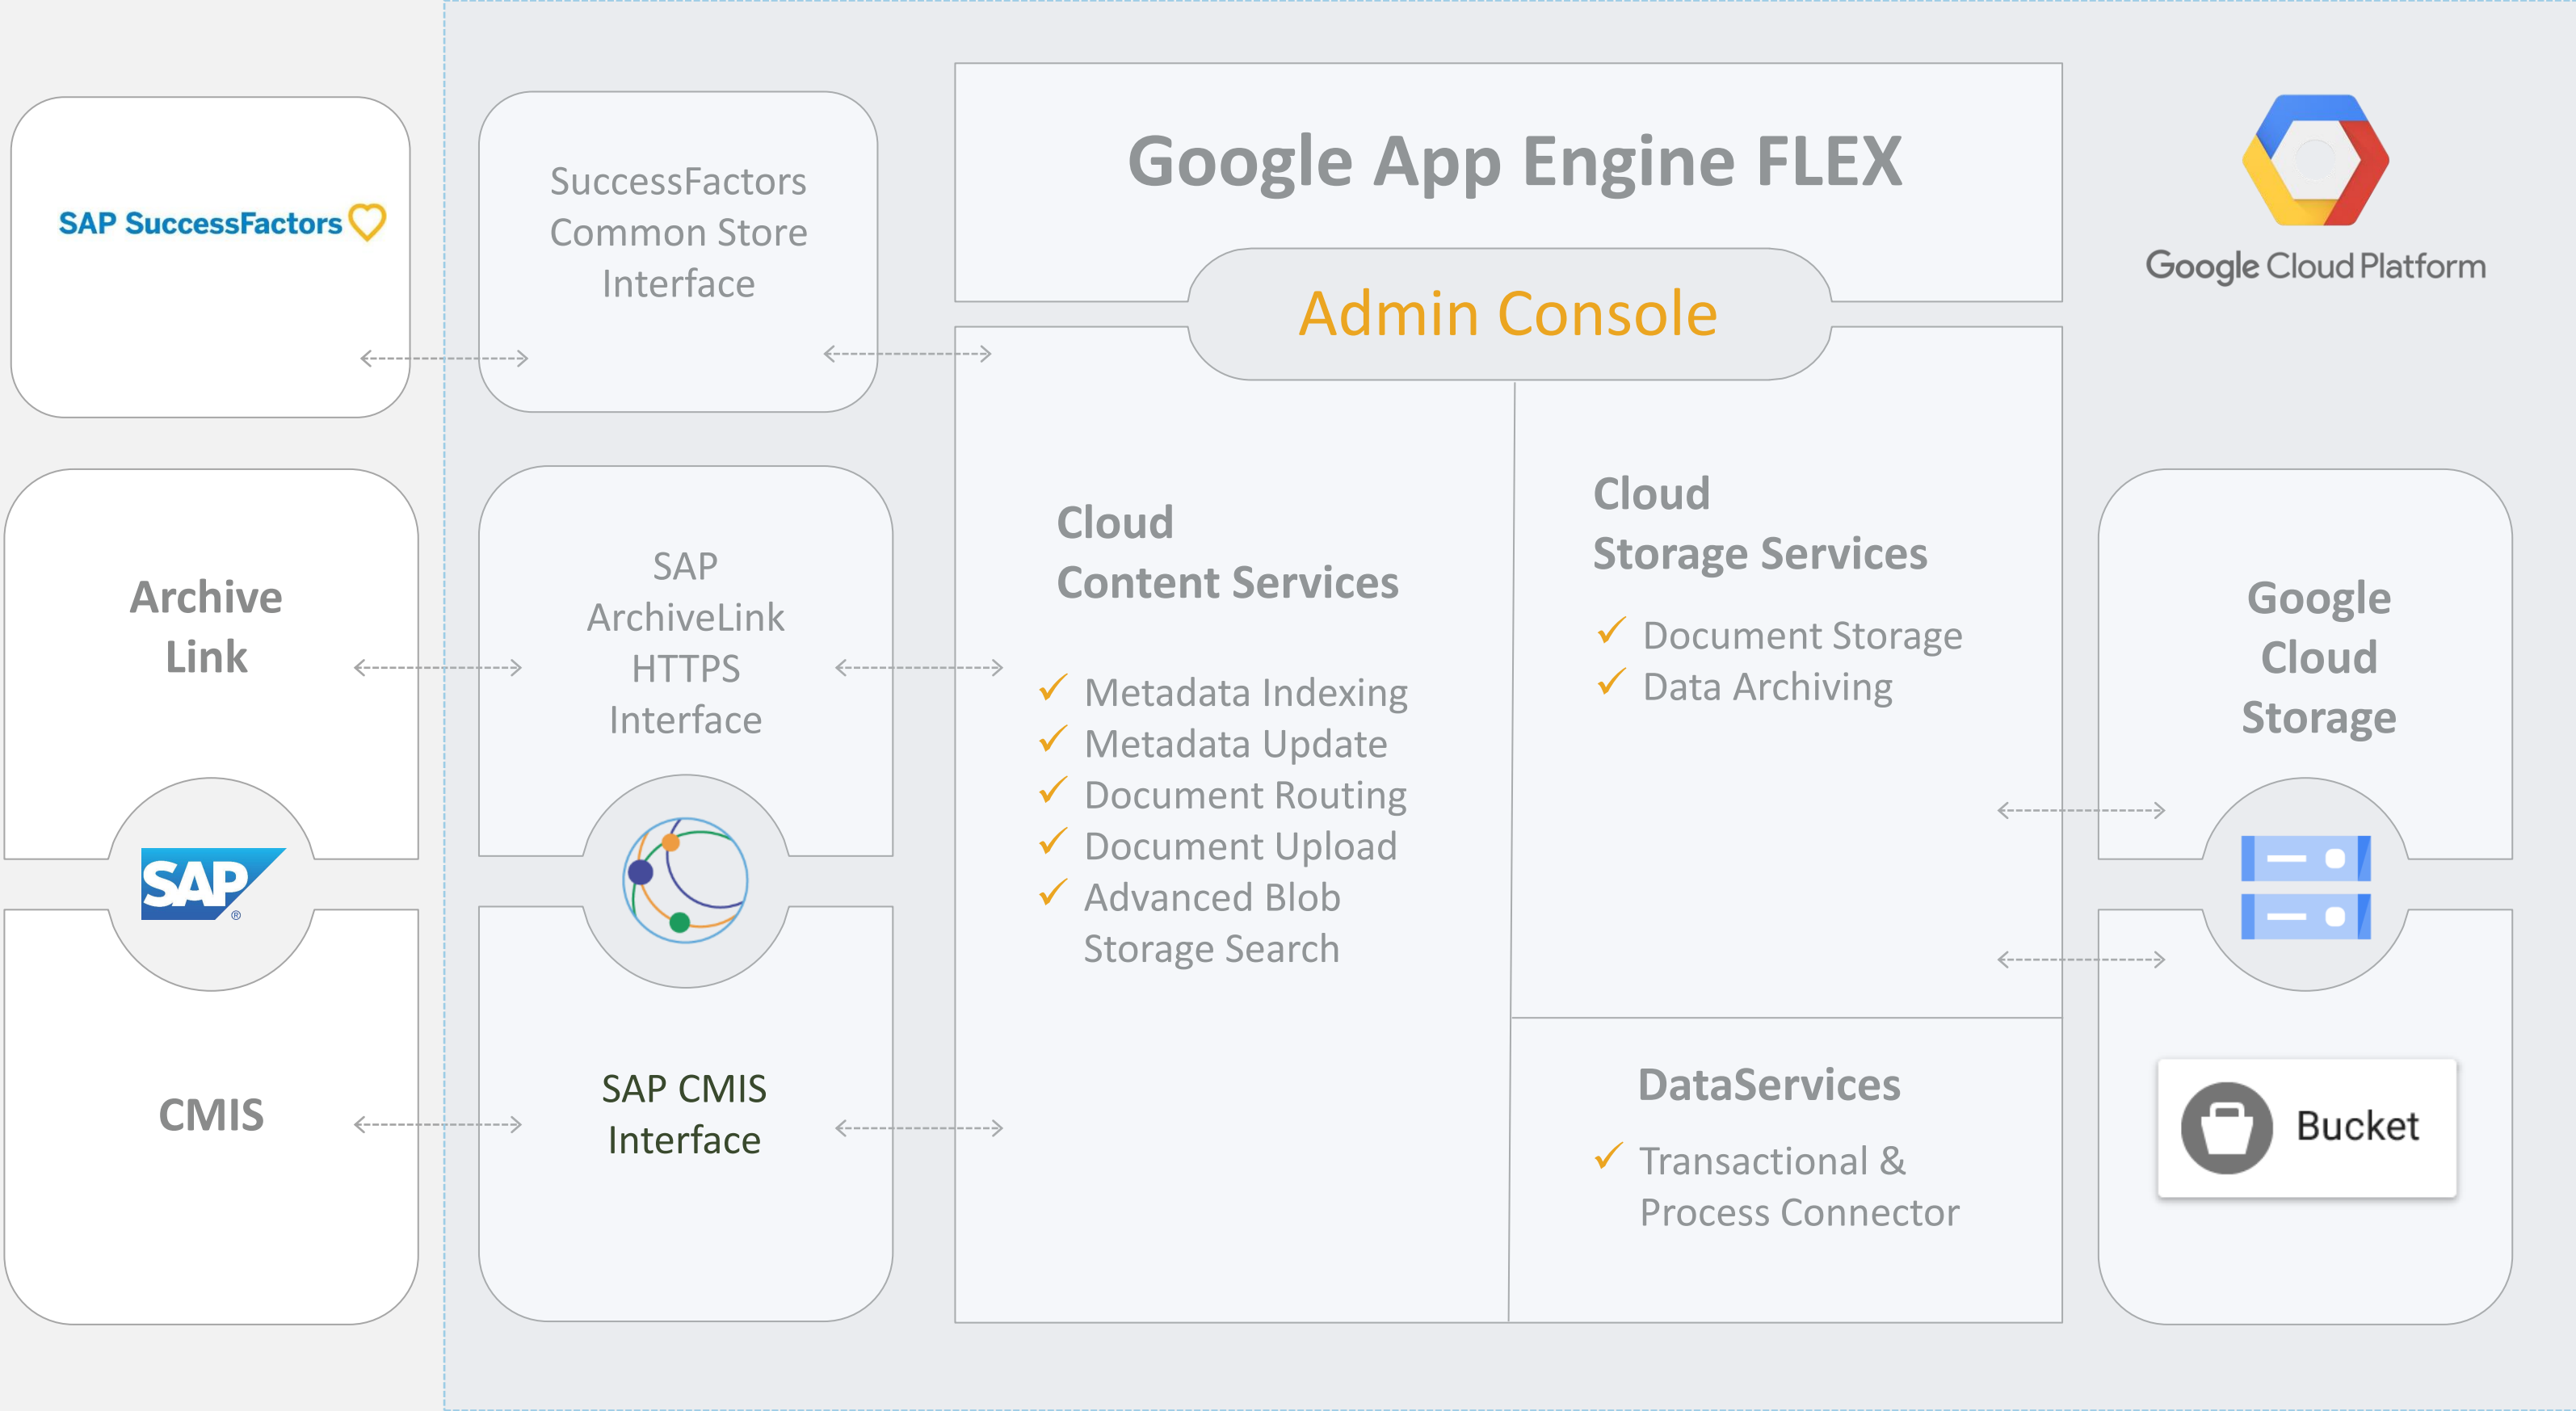 SAP SuccessFactors
SuccessFactors
Common Store
Interface
Google App Engine FLEX
Admin Console
Google Cloud Platform
Archive
Link
SAP
ArchiveLink
HTTPS
Interface
Cloud
Content Services
Metadata Indexing
Metadata Update
Document Routing
Document Upload
Advanced Blob
Storage Search
Cloud
Storage Services
Document Storage
Data Archiving
Google
Cloud
Storage
SAP®
CMIS
SAP CMIS
Interface
DataServices
Transactional &
Process Connector
Bucket